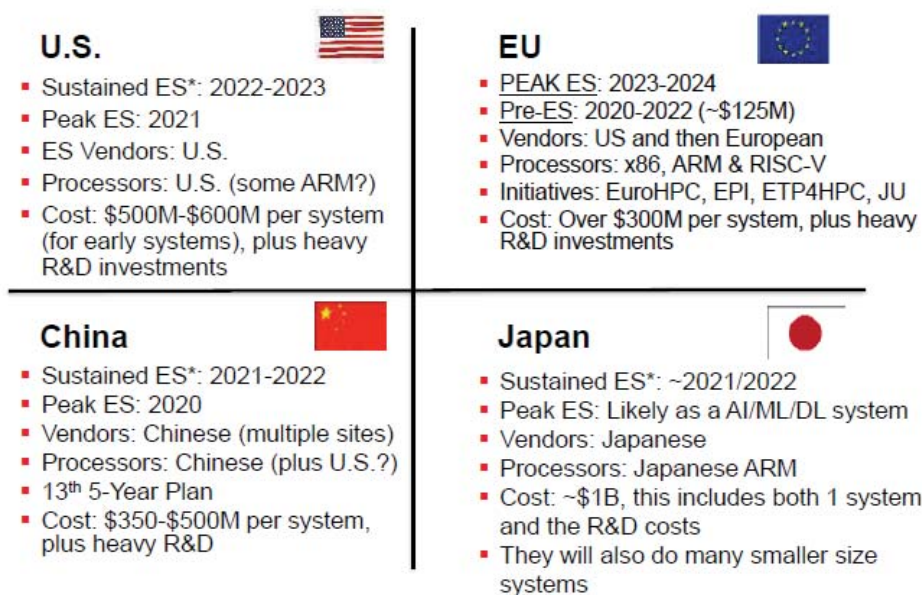 U.S.
▪ Sustained ES*: 2022-2023
▪ Peak ES: 2021
▪ ES Vendors: U.S.
▪ Processors: U.S. (some ARM?)
▪ Cost: $500M-$600M per system
(for early systems), plus heavy
R&D investments
EU
▪ PEAK ES: 2023-2024
▪ Pre-ES: 2020-2022 (~$125M)
▪ Vendors: US and then European
▪ Processors: x86, ARM & RISC-V
▪ Initiatives: EuroHPC, EPI, ETP4HPC, JU
▪ Cost: Over $300M per system, plus heavy
R&D investments
China
▪ Sustained ES*: 2021-2022
▪ Peak ES: 2020
▪ Vendors: Chinese (multiple sites)
▪ Processors: Chinese (plus U.S.?)
▪ 13th 5-Year Plan
▪ Cost: $350-$500M per system,
plus heavy R&D
Japan
▪ Sustained ES*: ~2021/2022
▪ Peak ES: Likely as a AI/ML/DL system
▪ Vendors: Japanese
▪ Processors: Japanese ARM
▪ Cost: ~$1B, this includes both 1 system
and the R&D costs
▪ They will also do many smaller size
systems